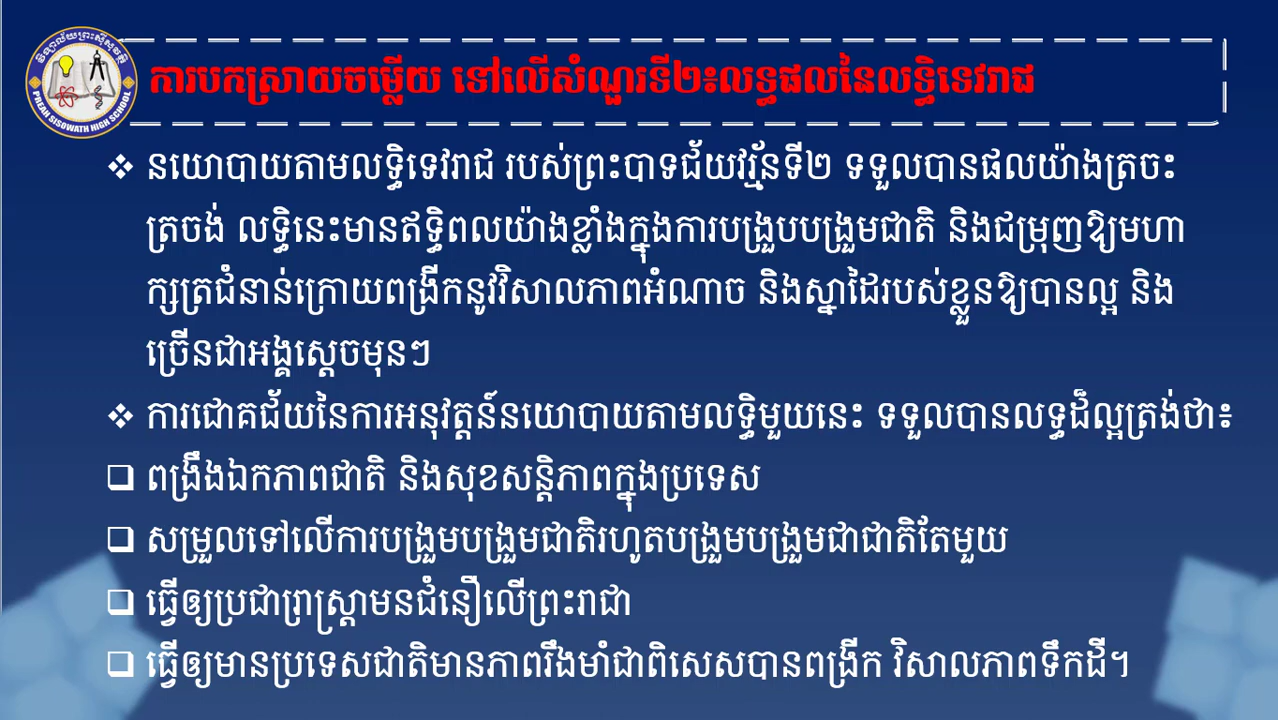 វិទ្យាល័យព្រះស៊ីសុវត្ថិ
PREAH SISOWATH HIGH SCHOOL
ការបកស្រាយចម្លើយ ទៅលើសំណួរទី២៖លទ្ធផលនៃលទ្ធិទេវរាជ
❖ នយោបាយតាមលទ្ធិទេវរាជ របស់ព្រះបាទជ័យវរ្ម័នទី២ ទទួលបានផលយ៉ាងត្រចះ
ត្រចង់ លទ្ធិនេះមានឥទ្ធិពលយ៉ាងខ្លាំងក្នុងការបង្រួបបង្រួមជាតិ និងជម្រុញឱ្យមហា
ក្សត្រជំនាន់ក្រោយពង្រីកនូវវិសាលភាពអំណាច និងស្នាដៃរបស់ខ្លួនឱ្យបានល្អ និង
ច្រើនជាអង្គស្តេចមុនៗ
❖ ការជោគជ័យនៃការអនុវត្តន៍នយោបាយតាមលទ្ធិមួយនេះ ទទួលបានលទ្ធដ៏ល្អត្រង់ថា៖
❑ ពង្រឹងឯកភាពជាតិ និងសុខសន្តិភាពក្នុងប្រទេស
❑ សម្រួលទៅលើការបង្រួមបង្រួមជាតិរហូតបង្រួមបង្រួមជាជាតិតែមួយ
❑ ធ្វើឲ្យប្រជារ្រាស្ត្រាមនជំនឿលើព្រះរាជា
❑ ធ្វើឲ្យមានប្រទេសជាតិមានភាពរឹងមាំជាពិសេសបានពង្រីក វិសាលភាពទឹកដី។